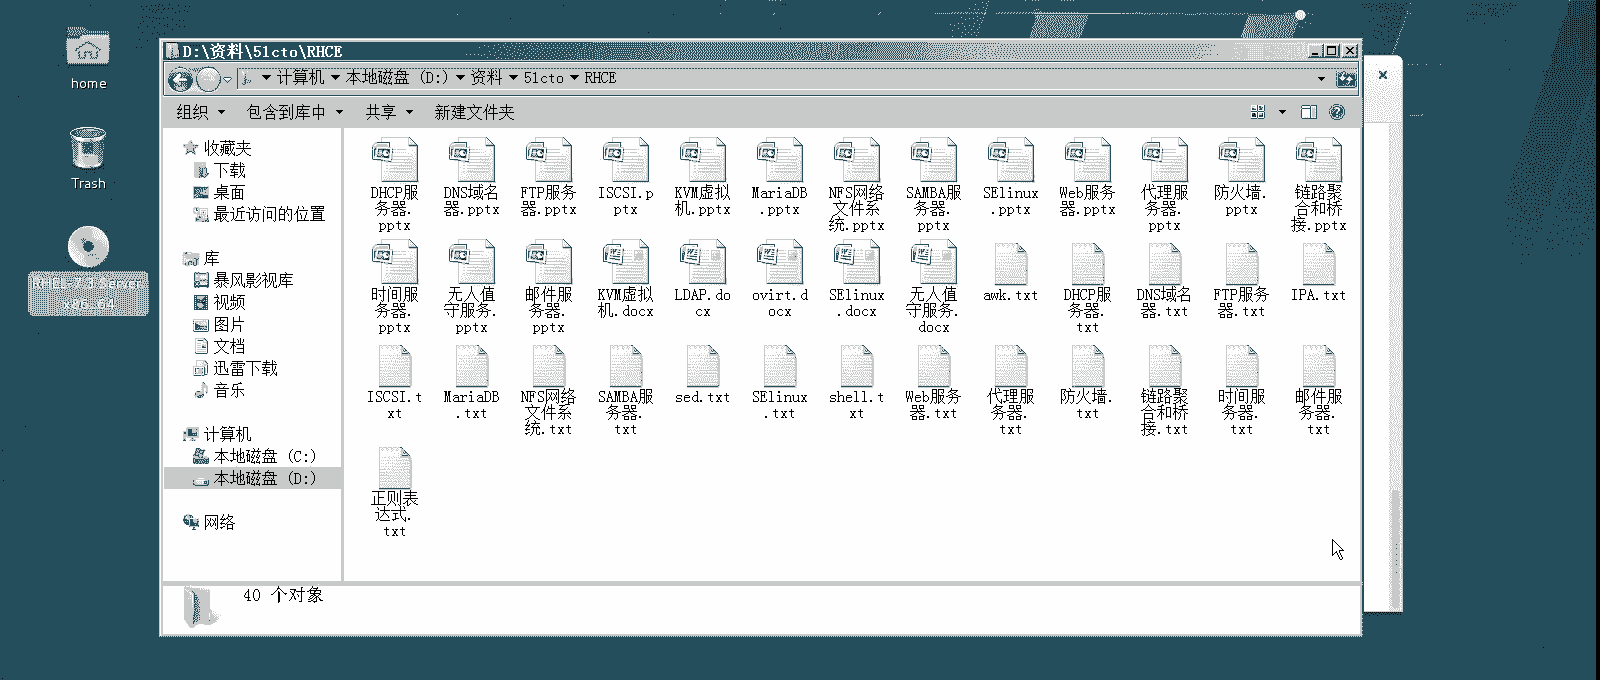 home
Trash
RHEL-7.3 Server.
x86_64
D:\资料\51cto\RHCE
计算机 本地磁盘 (D:) 资料 51cto RHCE
组织 包含到库中 共享 新建文件夹
收藏夹
下载
桌面
最近访问的位置
库
暴风影视库
视频
图片
文档
迅雷下载
音乐
计算机
本地磁盘 (C:)
本地磁盘 (D:)
网络
DHCP服
务器.
pptx
DNS域名
器.pptx
FTP服务
器.pptx
ISCSI.p
ptx
KVM虚拟
机.pptx
MariaDB
.pptx
NFS网络
文件系
统.pptx
SAMBA服
务器.
pptx
SElinux
.pptx
Web服务
器.pptx
代理服
务器.
pptx
防火墙.
pptx
链路聚
合和桥
接.pptx
时间服
务器.
pptx
无人值
守服务.
pptx
邮件服
务器.
pptx
KVM虚拟
机.docx
LDAP.do
cx
ovirt.d
ocx
SElinux
.docx
无人值
守服务.
docx
awk.txt
DHCP服
务器.
txt
DNS域名
器.txt
FTP服务
器.txt
IPA.txt
ISCSI.t
xt
MariaDB
.txt
NFS网络
文件系
统.txt
SAMBA服
务器.
txt
sed.txt
SElinux
.txt
shell.t
xt
Web服务
器.txt
代理服
务器.
txt
防火墙.
txt
链路聚
合和桥
接.txt
时间服
务器.
txt
邮件服
务器.
txt
正则表
达式.
txt
40 个对象